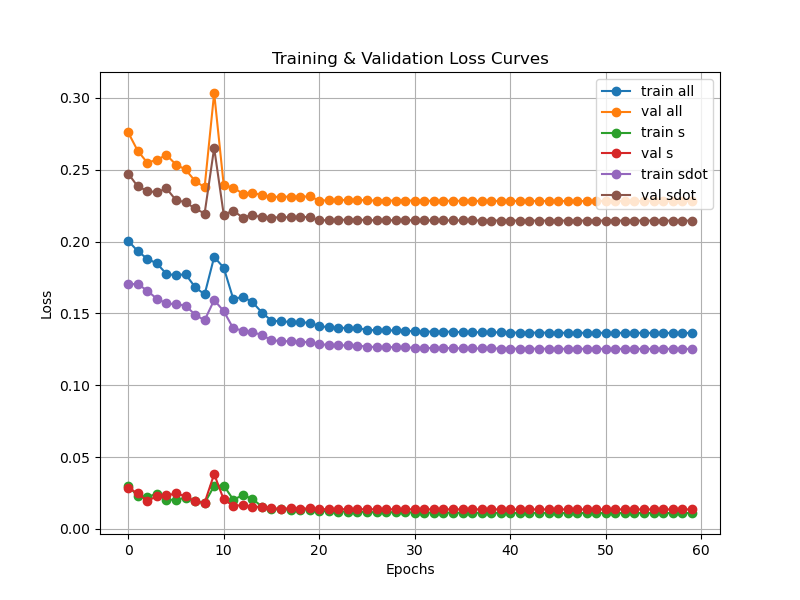 Training & Validation Loss Curves
train all
val all
train s
val s
train sdot
val sdot
0.30
0.25
0.20
0.15
0.10
0.05
0.00
Loss
0 10 20 30 40 50 60
Epochs